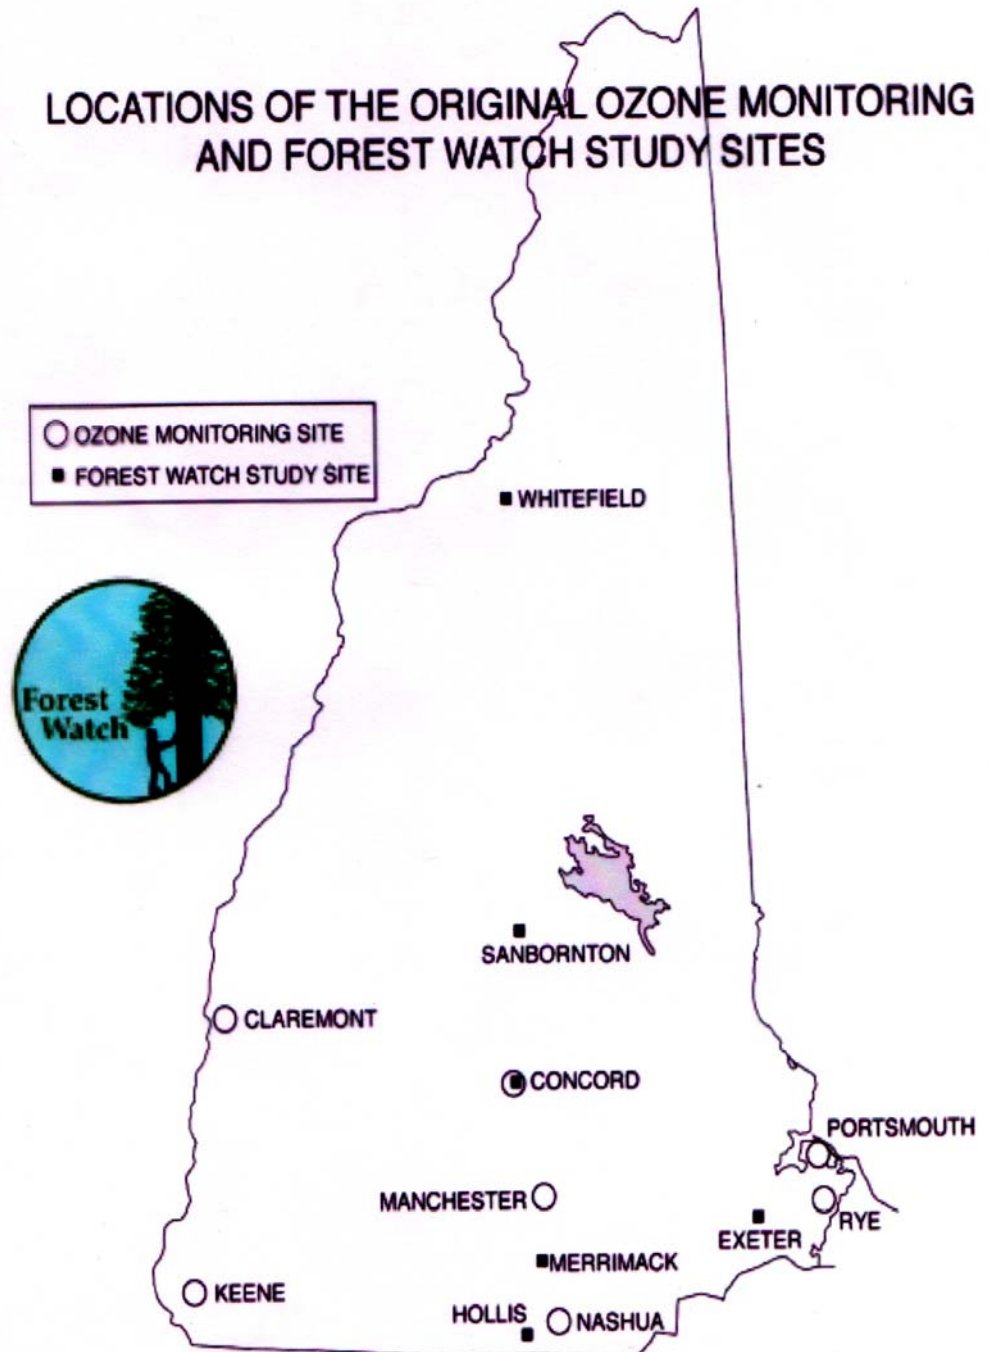 LOCATIONS OF THE ORIGINAL OZONE MONITORING
AND FOREST WATCH STUDY SITES
OZONE MONITORING SITE
FOREST WATCH STUDY SITE
WHITEFIELD
Forest
Watch
SANBORNTON
CLAREMONT
CONCORD
PORTSMOUTH
MANCHESTER
RYE
EXETER
MERRIMACK
KEENE
HOLLIS
NASHUA